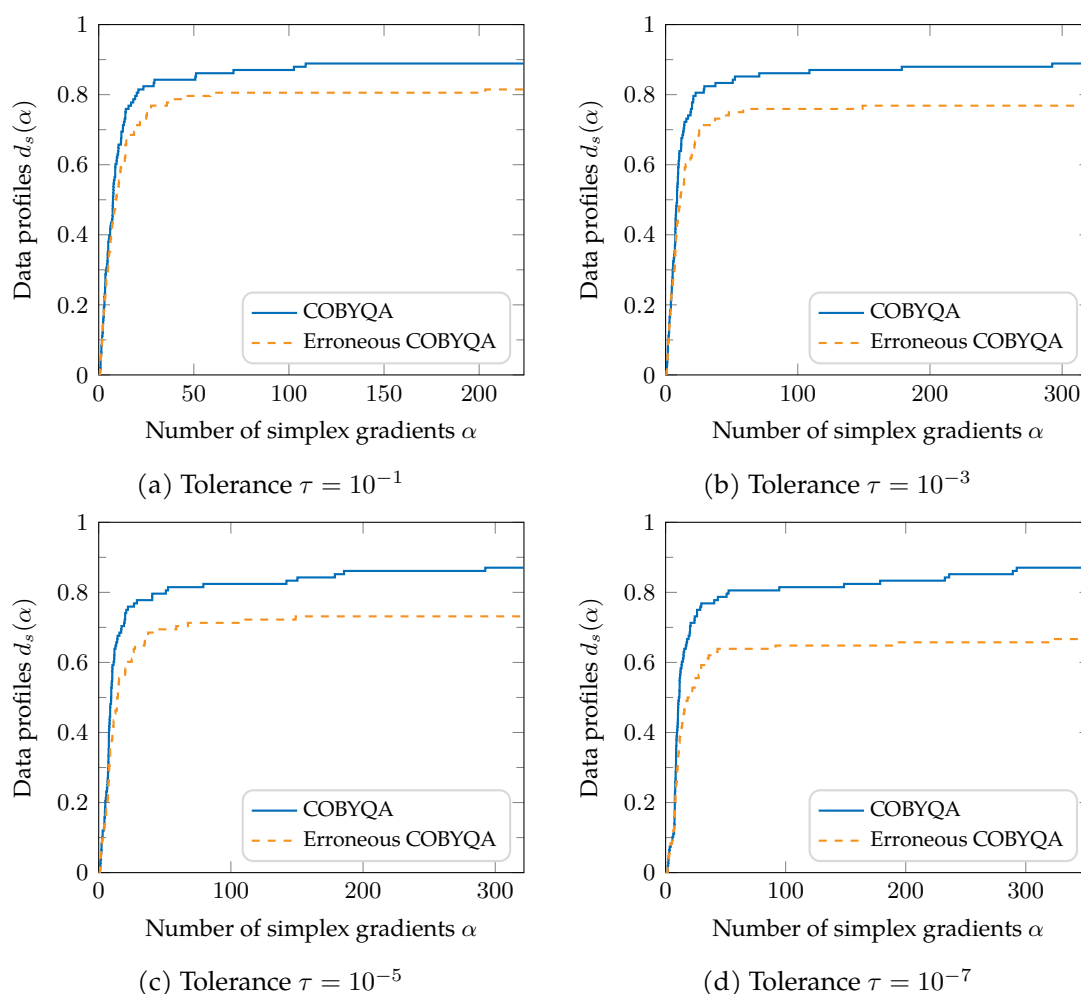 1
0.8
0.6
0.4
0.2
0
0 50 100 150 200
Data profiles d_s(α)
Number of simplex gradients α
COBYQA
Erroneous COBYQA
(a) Tolerance τ = 10⁻¹
1
0.8
0.6
0.4
0.2
0
0 100 200 300
Data profiles d_s(α)
Number of simplex gradients α
COBYQA
Erroneous COBYQA
(b) Tolerance τ = 10⁻³
1
0.8
0.6
0.4
0.2
0
0 100 200 300
Data profiles d_s(α)
Number of simplex gradients α
COBYQA
Erroneous COBYQA
(c) Tolerance τ = 10⁻⁵
1
0.8
0.6
0.4
0.2
0
0 100 200 300
Data profiles d_s(α)
Number of simplex gradients α
COBYQA
Erroneous COBYQA
(d) Tolerance τ = 10⁻⁷